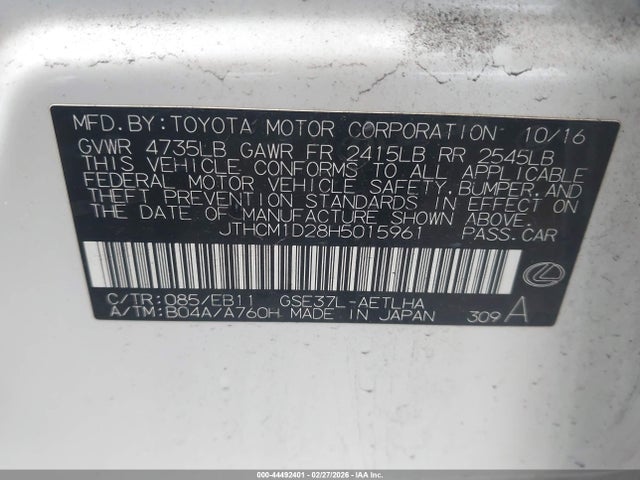 MFD.BY:TOYOTA MOTOR CORPORATION 10/16
GVWR 4735LB GAWR FR 2415LB RR 2545LB
THIS VEHICLE CONFORMS TO ALL APPLICABLE
FEDERAL MOTOR VEHICLE SAFETY,BUMPER,AND
THEFT PREVENTION STANDARDS IN EFFECT ON
THE DATE OF MANUFACTURE SHOWN ABOVE.
JTHCM1D28H5015961 PASS.CAR
C/TR:085/EB11 GSE37L-AETLHA
A/TM:B04A/A760H MADE IN JAPAN 309 A
000-44492401 - 02/27/2026 - IAAI.COM